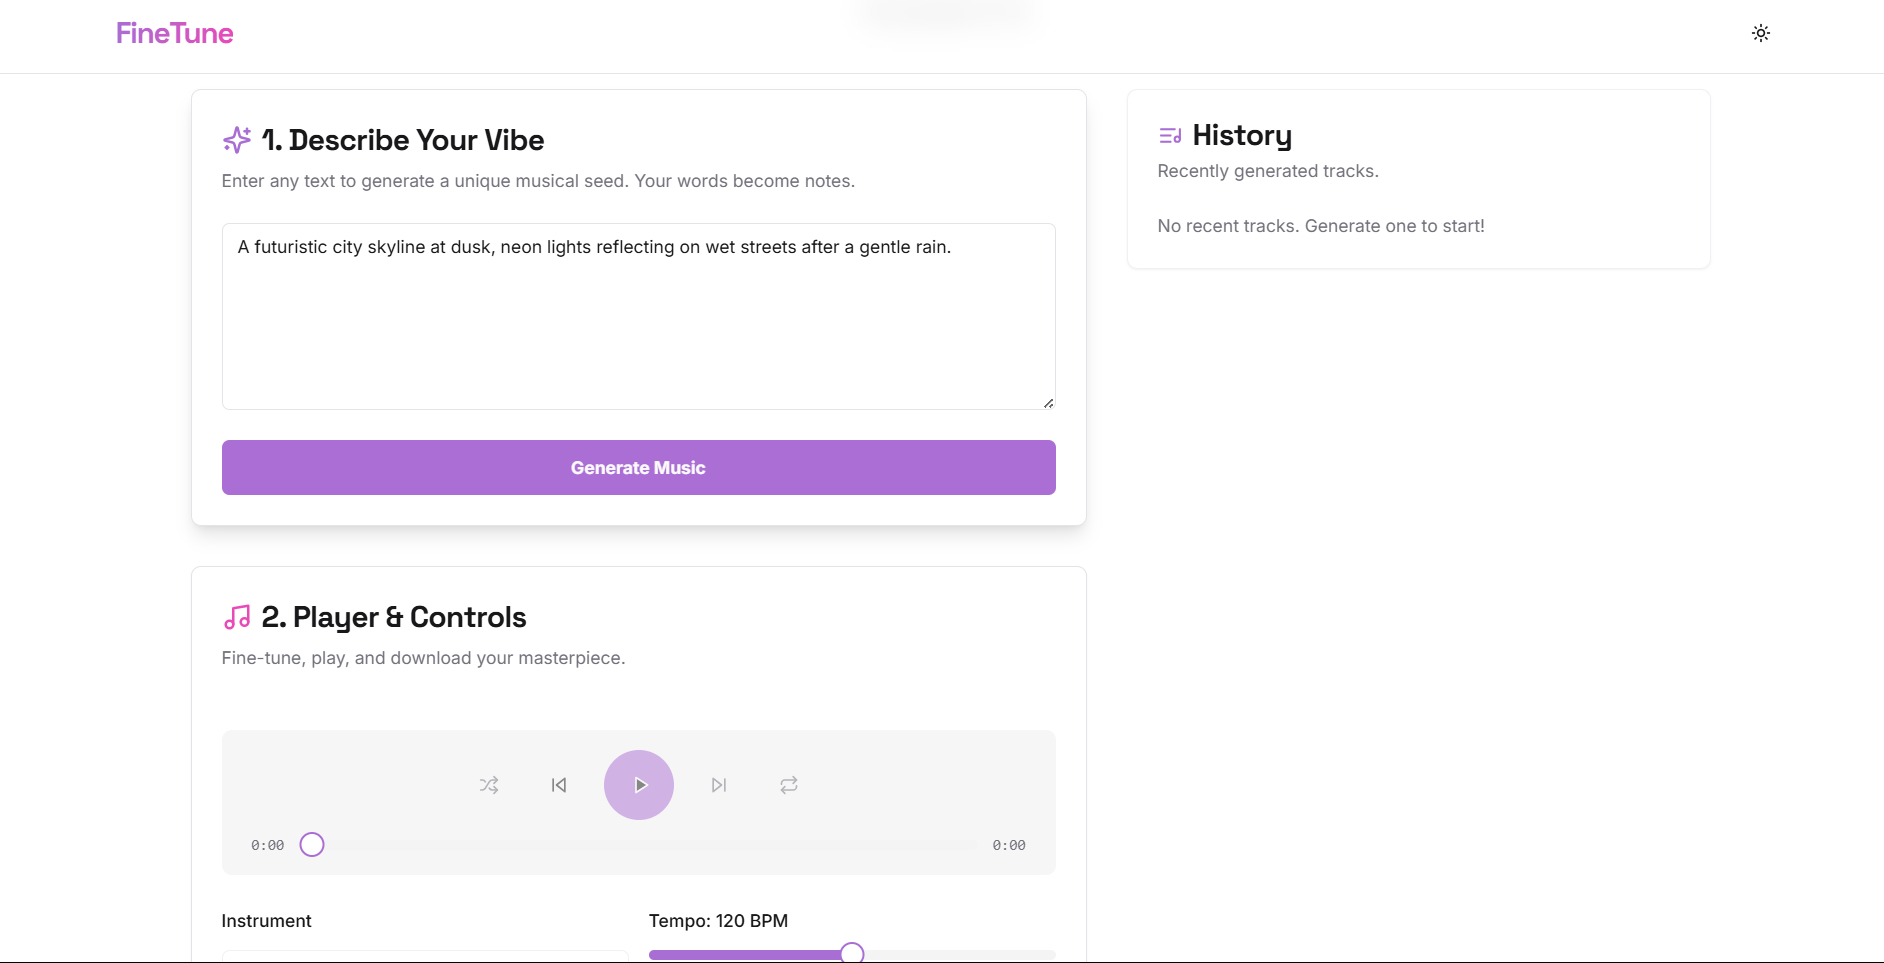 FineTune
1. Describe Your Vibe
Enter any text to generate a unique musical seed. Your words become notes.
A futuristic city skyline at dusk, neon lights reflecting on wet streets after a gentle rain.
Generate Music
History
Recently generated tracks.
No recent tracks. Generate one to start!
2. Player & Controls
Fine-tune, play, and download your masterpiece.
0:00
0:00
Instrument
Tempo: 120 BPM